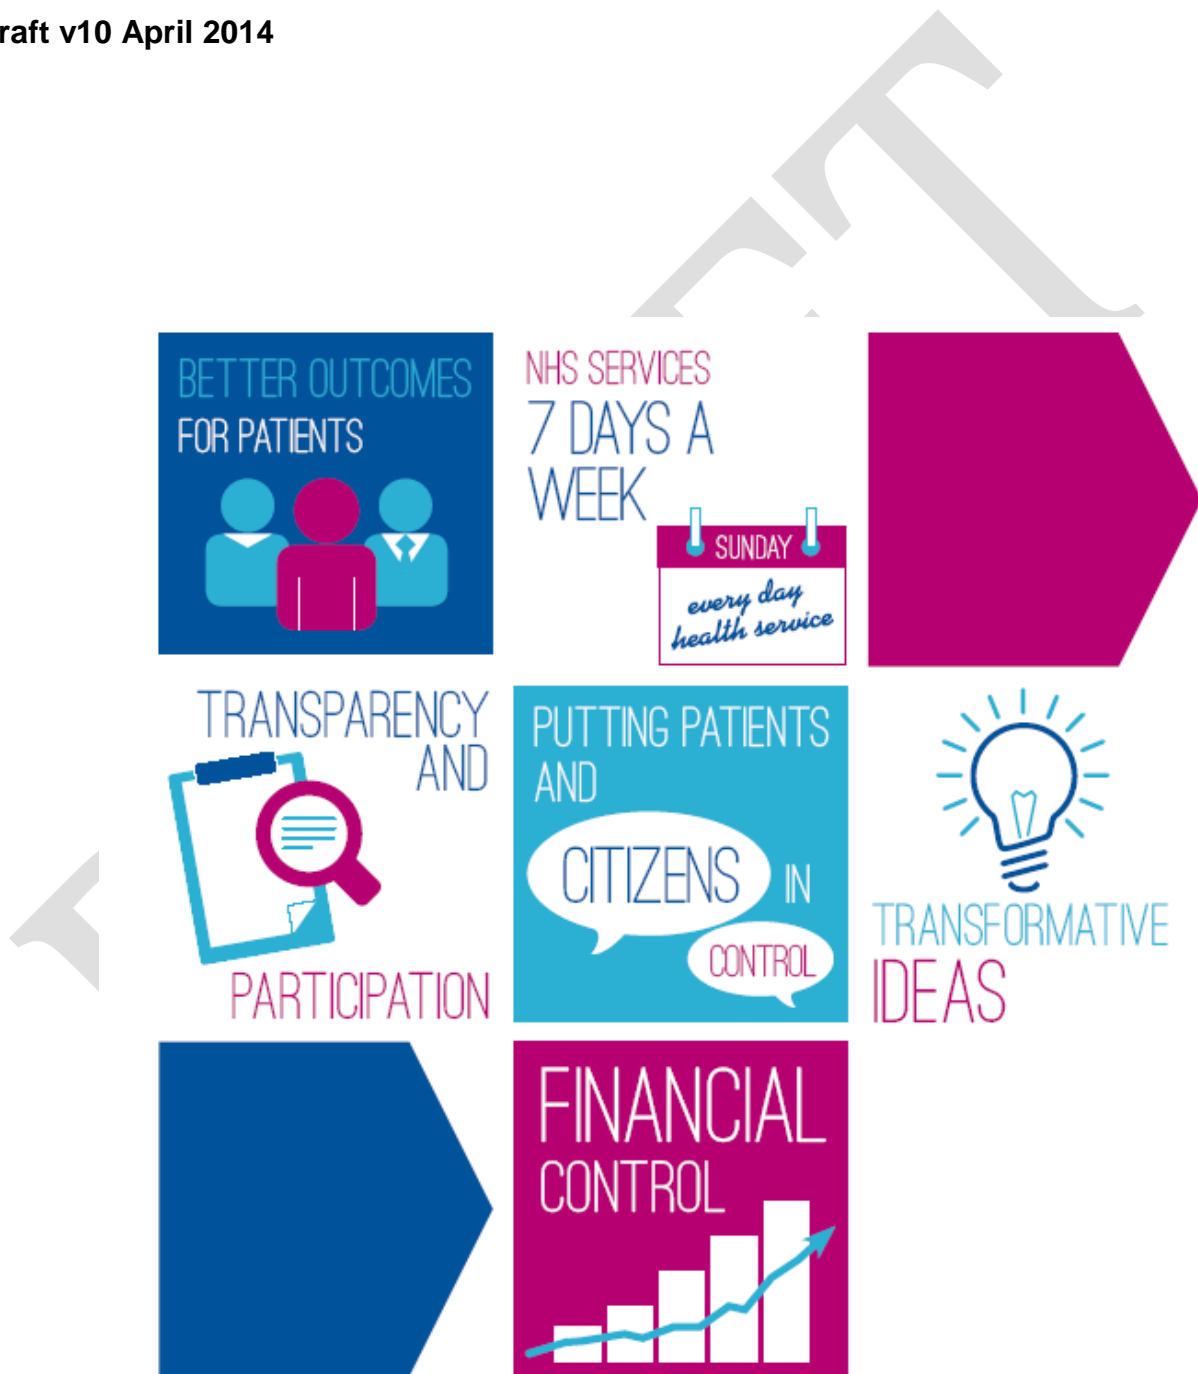 raft v10 April 2014
BETTER OUTCOMES
FOR PATIENTS
NHS SERVICES
7 DAYS A
WEEK
SUNDAY
every day
health service
TRANSPARENCY
AND
PARTICIPATION
PUTTING PATIENTS
AND
CITIZENS
IN
CONTROL
TRANSFORMATIVE
IDEAS
FINANCIAL
CONTROL